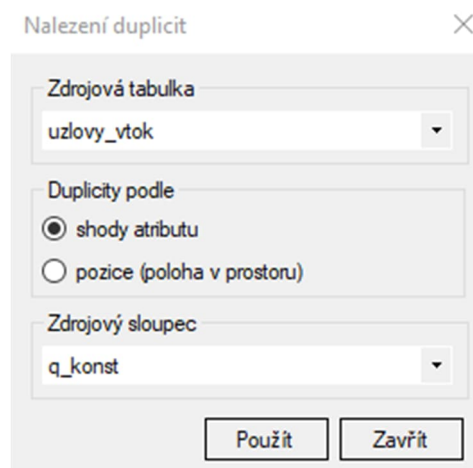 Nalezení duplicit
Zdrojová tabulka
uzlovy_vtok
Duplicity podle
shody atributu
pozice (poloha v prostoru)
Zdrojový sloupec
q_konst
Použít Zavřít